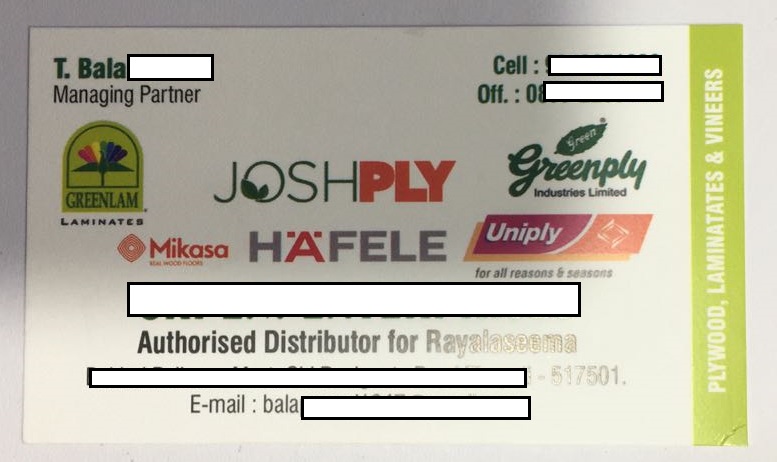 T. Bala
Managing Partner
Cell :
Off. : 08
GREENLAM
LAMINATES
JOSHPLY
Green
Greenply
Industries Limited
Mikasa
REAL WOOD FLOORS
HÄFELE
Uniply
for all reasons & seasons
Authorised Distributor for Rayalaseema
- 517501.
E-mail : bala
PLYWOOD, LAMINATATES & VINEERS